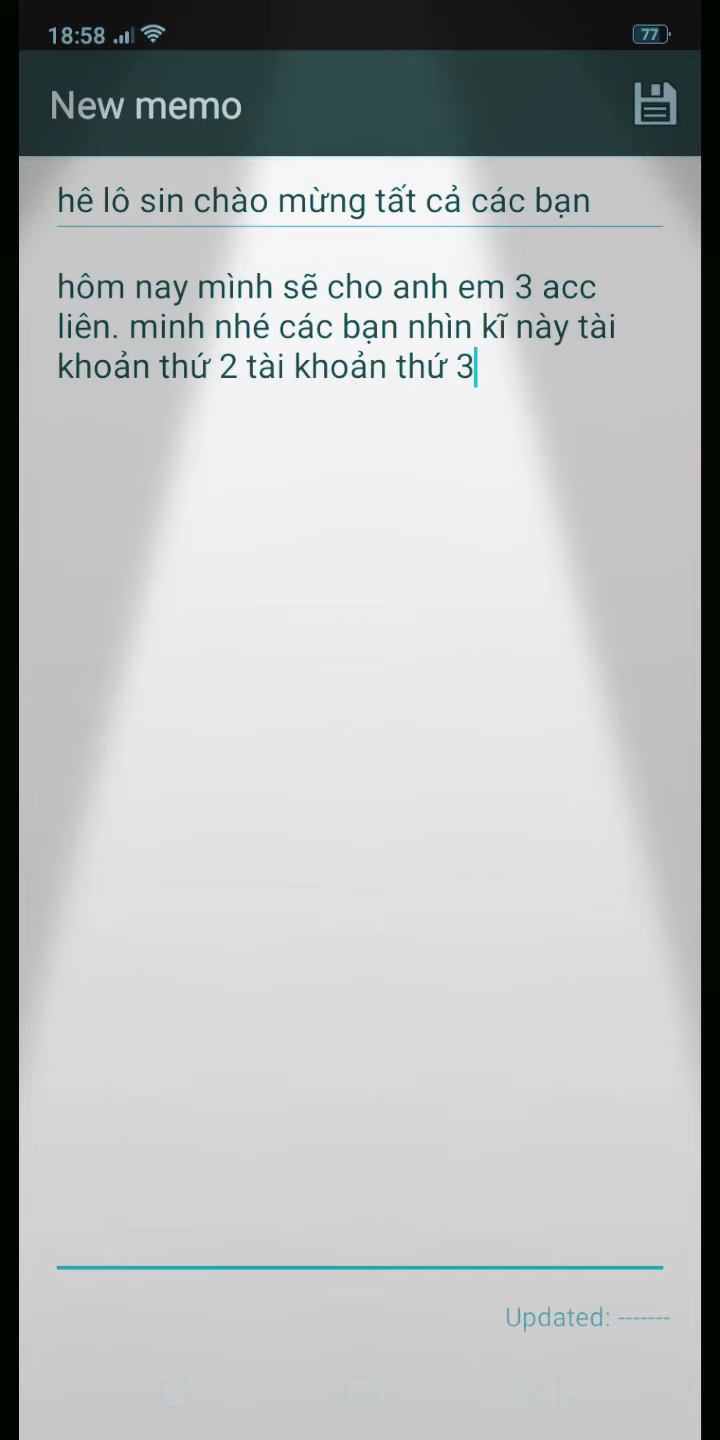 18:58
77
New memo
hê lô sin chào mừng tất cả các bạn
hôm nay mình sẽ cho anh em 3 acc
liên. minh nhé các bạn nhìn kĩ này tài
khoản thứ 2 tài khoản thứ 3
Updated: -------